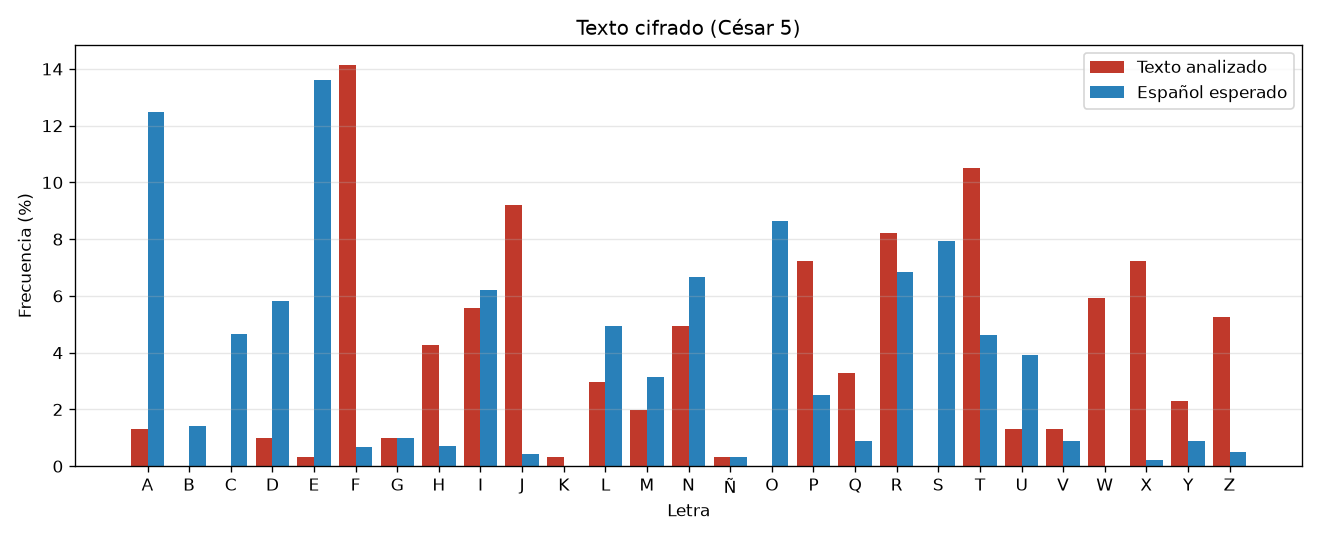 Texto cifrado (César 5)
Texto analizado
Español esperado
Frecuencia (%)
14
12
10
8
6
4
2
0
A B C D E F G H I J K L M N Ñ O P Q R S T U V W X Y Z
Letra